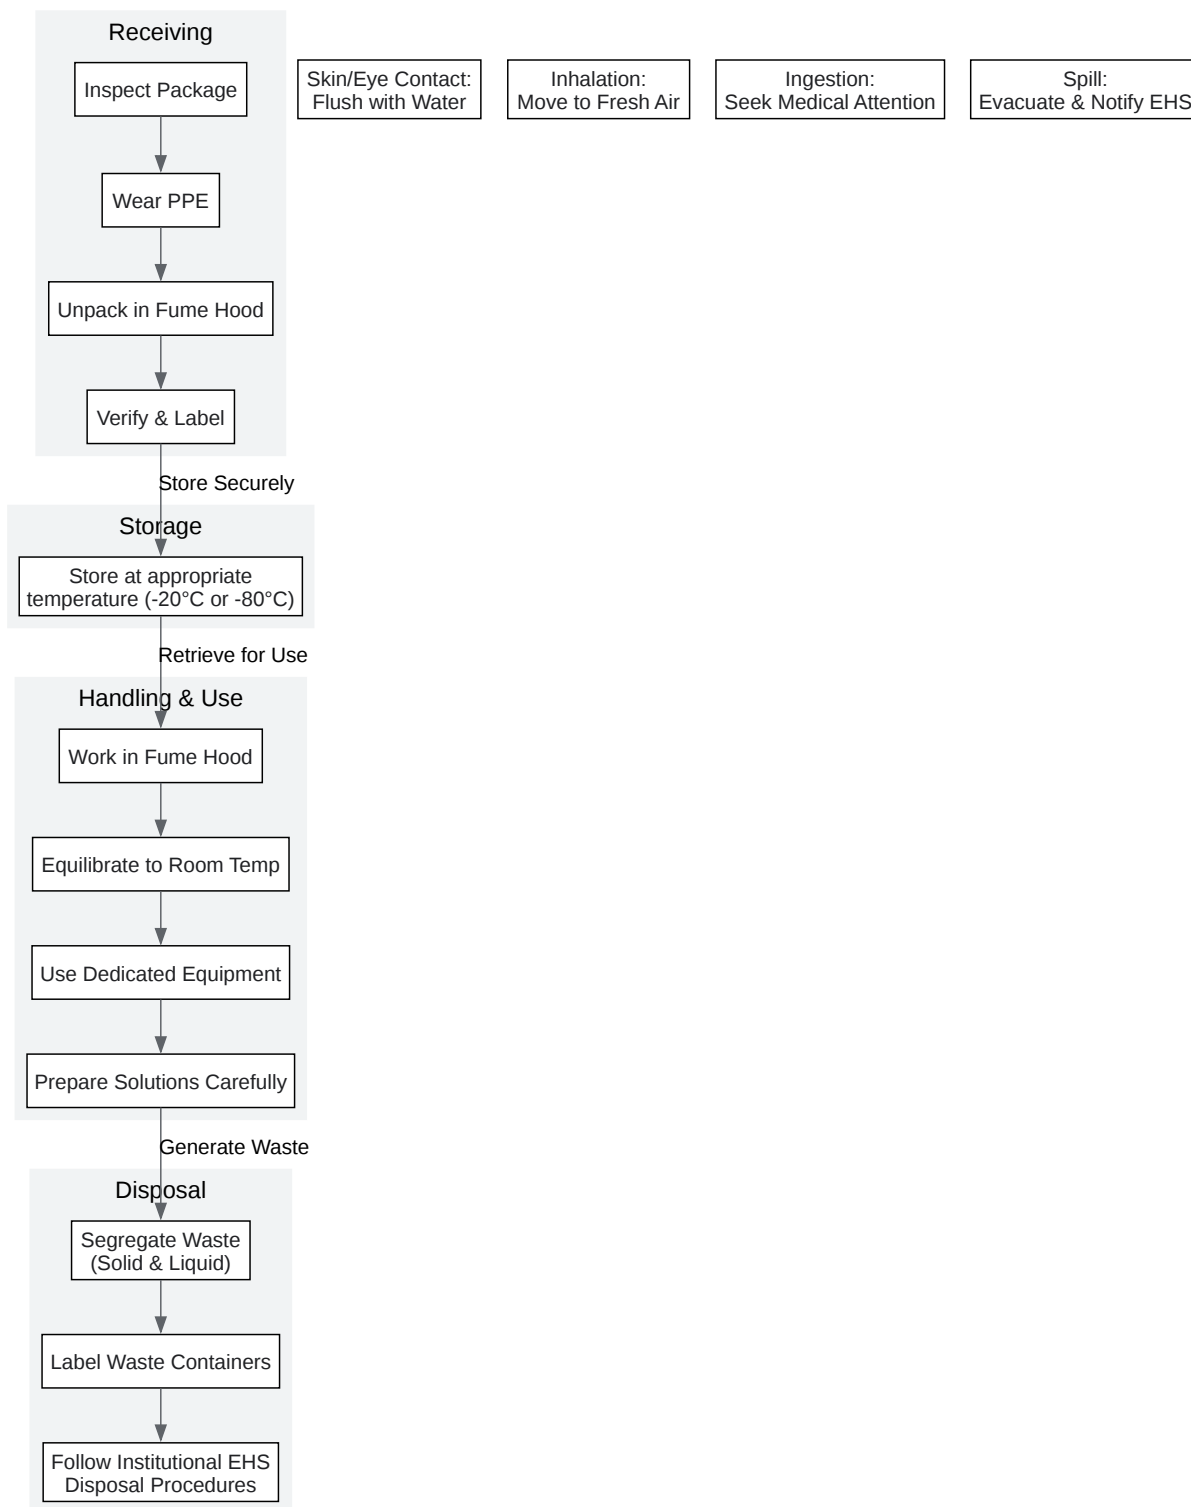 Receiving
Inspect Package
Skin/Eye Contact:
Flush with Water
Inhalation:
Move to Fresh Air
Ingestion:
Seek Medical Attention
Spill:
Evacuate & Notify EHS
Wear PPE
Unpack in Fume Hood
Verify & Label
Store Securely
Storage
Store at appropriate
temperature (-20°C or -80°C)
Retrieve for Use
Handling & Use
Work in Fume Hood
Equilibrate to Room Temp
Use Dedicated Equipment
Prepare Solutions Carefully
Generate Waste
Disposal
Segregate Waste
(Solid & Liquid)
Label Waste Containers
Follow Institutional EHS
Disposal Procedures